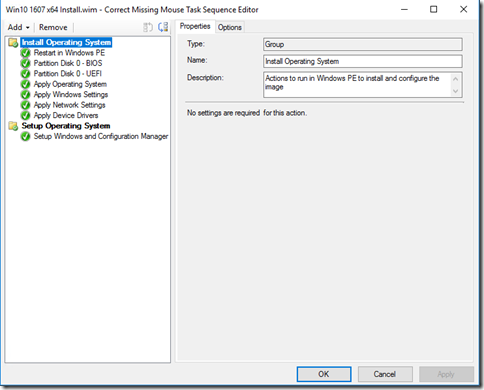 Win10 1607 x64 Install.wim - Correct Missing Mouse Task Sequence Editor
Add Remove
Install Operating System
Restart in Windows PE
Partition Disk 0 - BIOS
Partition Disk 0 - UEFI
Apply Operating System
Apply Windows Settings
Apply Network Settings
Apply Device Drivers
Setup Operating System
Setup Windows and Configuration Manager
Properties Options
Type: Group
Name: Install Operating System
Description: Actions to run in Windows PE to install and configure the
image
No settings are required for this action.
OK Cancel Apply